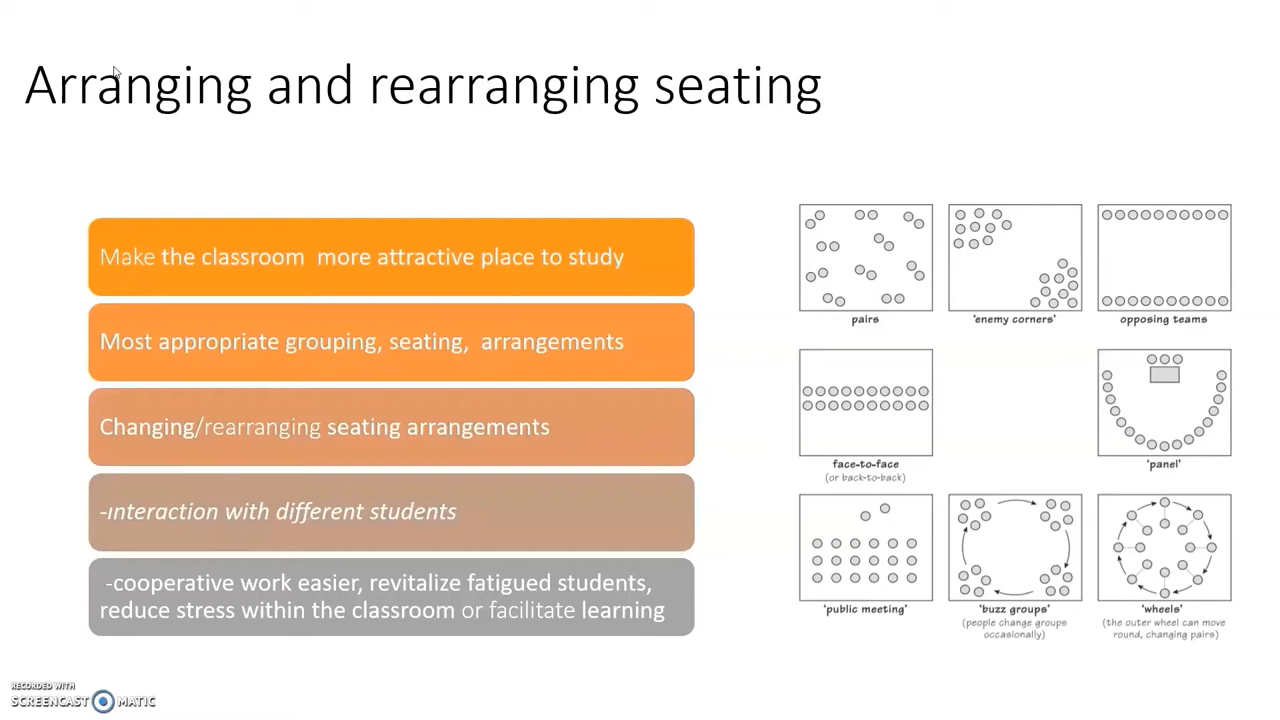 Arranging and rearranging seating
Make the classroom more attractive place to study
Most appropriate grouping, seating, arrangements
Changing/rearranging seating arrangements
-interaction with different students
-cooperative work easier, revitalize fatigued students,
reduce stress within the classroom or facilitate learning
pairs
'enemy corners'
opposing teams
face-to-face
(or back-to-back)
'panel'
'public meeting'
'buzz groups'
(people change groups
occasionally)
'wheels'
(the outer wheel can move
round, changing pairs)
RECORDED WITH
SCREENCAST MATIC